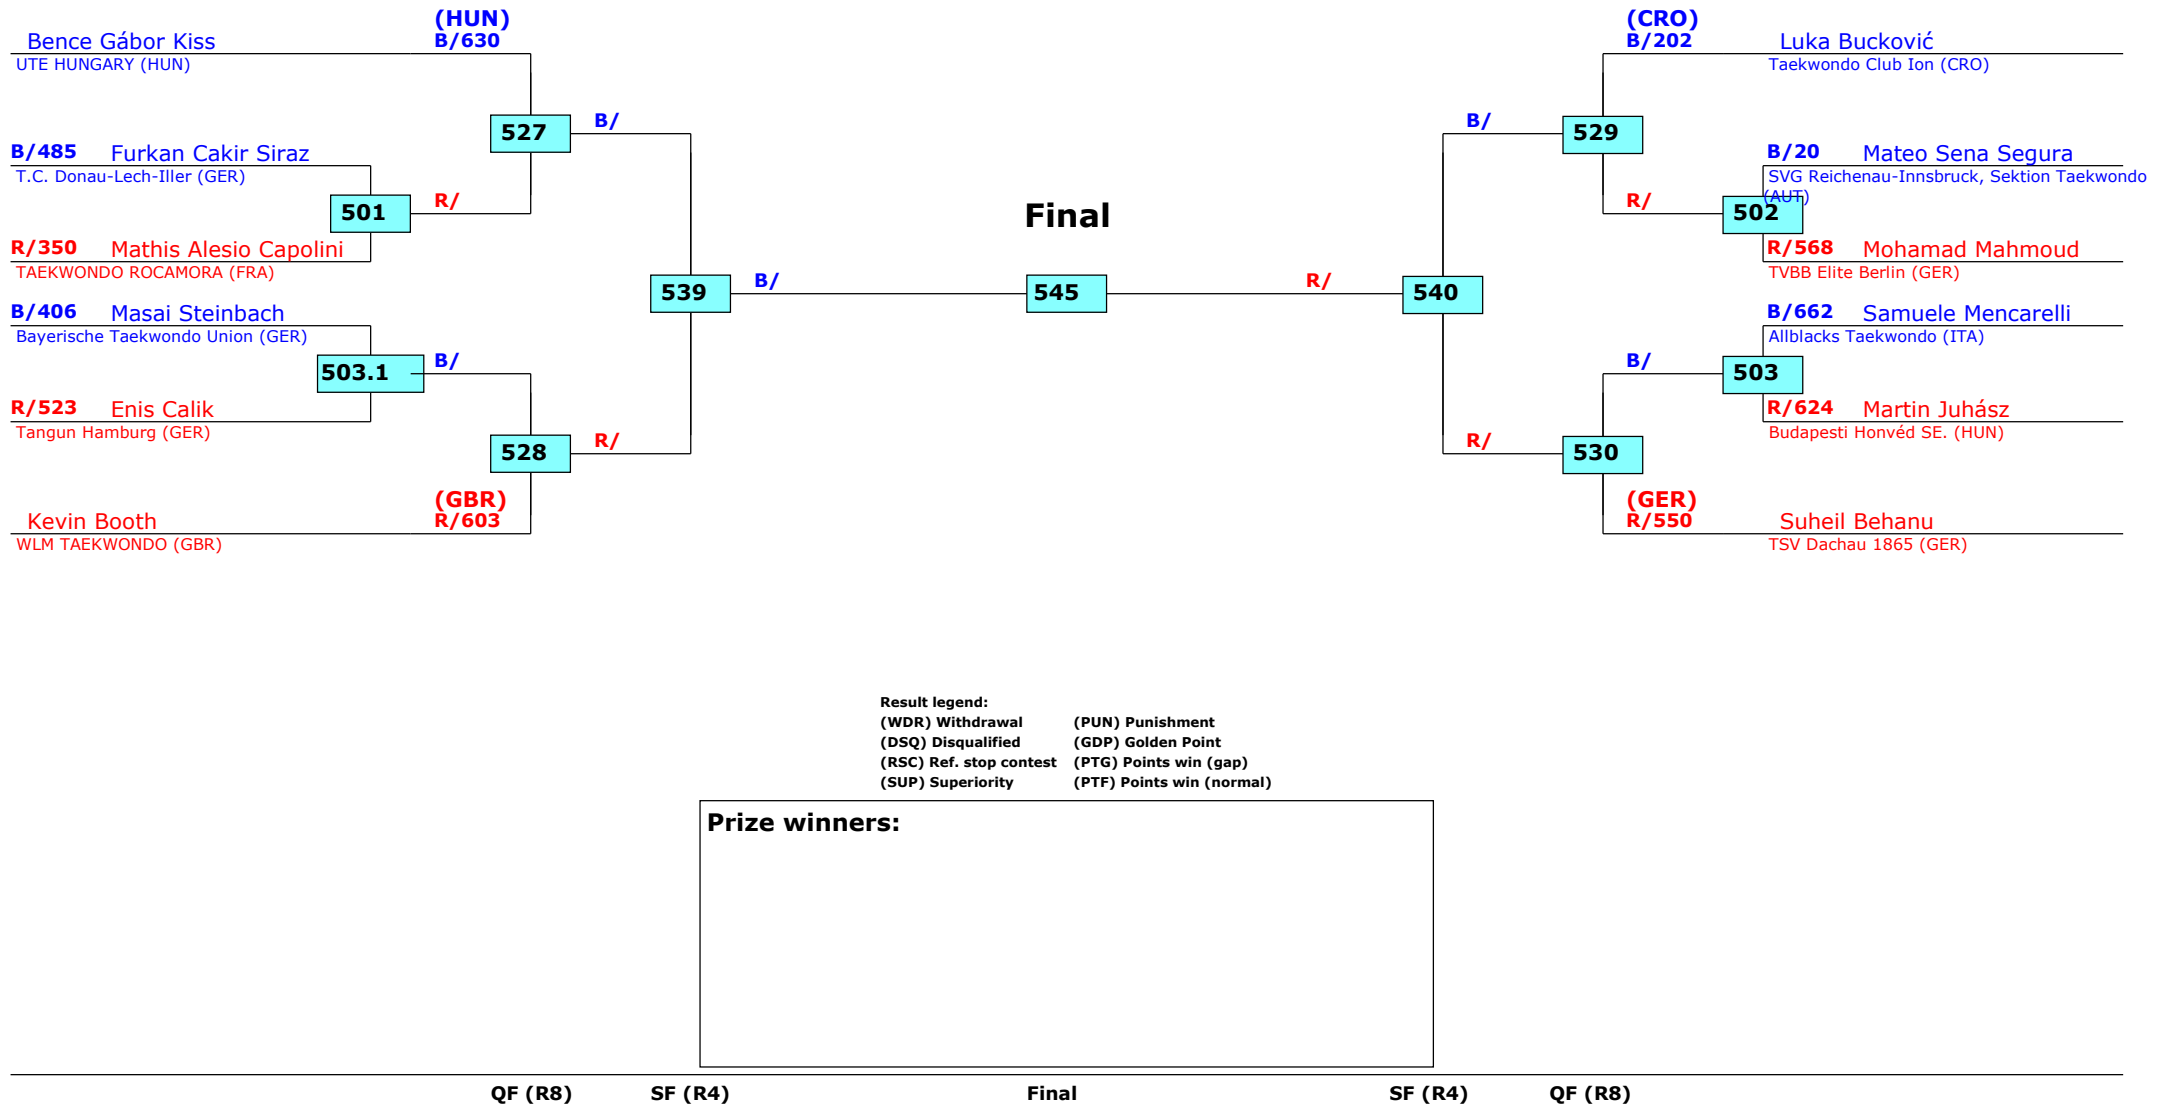 (HUN)
Bence Gábor Kiss B/630
UTE HUNGARY (HUN)
527 B/
B/485 Furkan Cakir Siraz
T.C. Donau-Lech-Iller (GER)
501 R/
R/350 Mathis Alesio Capolini
TAEKWONDO ROCAMORA (FRA)
539 B/
B/406 Masai Steinbach
Bayerische Taekwondo Union (GER)
503.1 B/
R/523 Enis Calik
Tangun Hamburg (GER)
528 R/
(GBR)
Kevin Booth R/603
WLM TAEKWONDO (GBR)
Final
545
(CRO)
B/202 Luka Bucković
Taekwondo Club Ion (CRO)
B/ 529
B/20 Mateo Sena Segura
SVG Reichenau-Innsbruck, Sektion Taekwondo
(AUT)
R/ 502
R/568 Mohamad Mahmoud
TVBB Elite Berlin (GER)
R/ 540
B/662 Samuele Mencarelli
Allblacks Taekwondo (ITA)
B/ 503
R/624 Martin Juhász
Budapesti Honvéd SE. (HUN)
R/ 530
(GER)
R/550 Suheil Behanu
TSV Dachau 1865 (GER)
Result legend:
(WDR) Withdrawal (PUN) Punishment
(DSQ) Disqualified (GDP) Golden Point
(RSC) Ref. stop contest (PTG) Points win (gap)
(SUP) Superiority (PTF) Points win (normal)
Prize winners:
QF (R8) SF (R4) Final SF (R4) QF (R8)